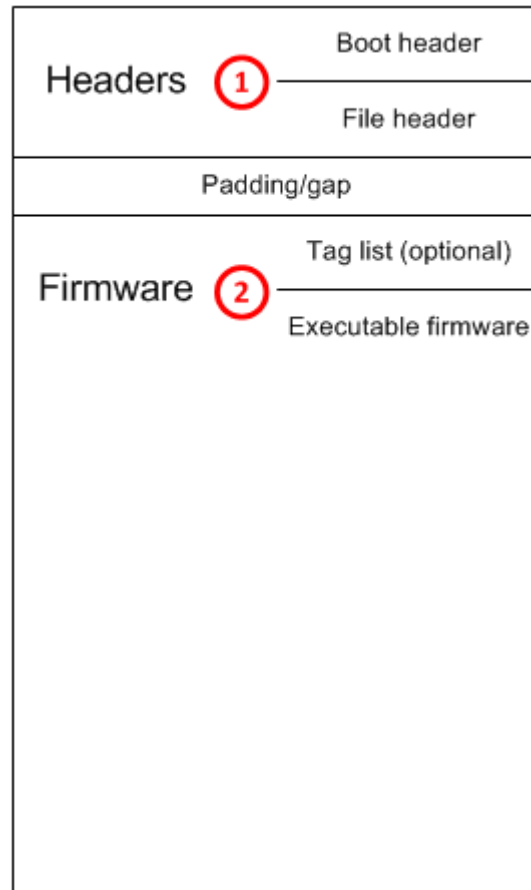 Boot header
Headers 1
File header
Padding/gap
Tag list (optional)
Firmware 2
Executable firmware